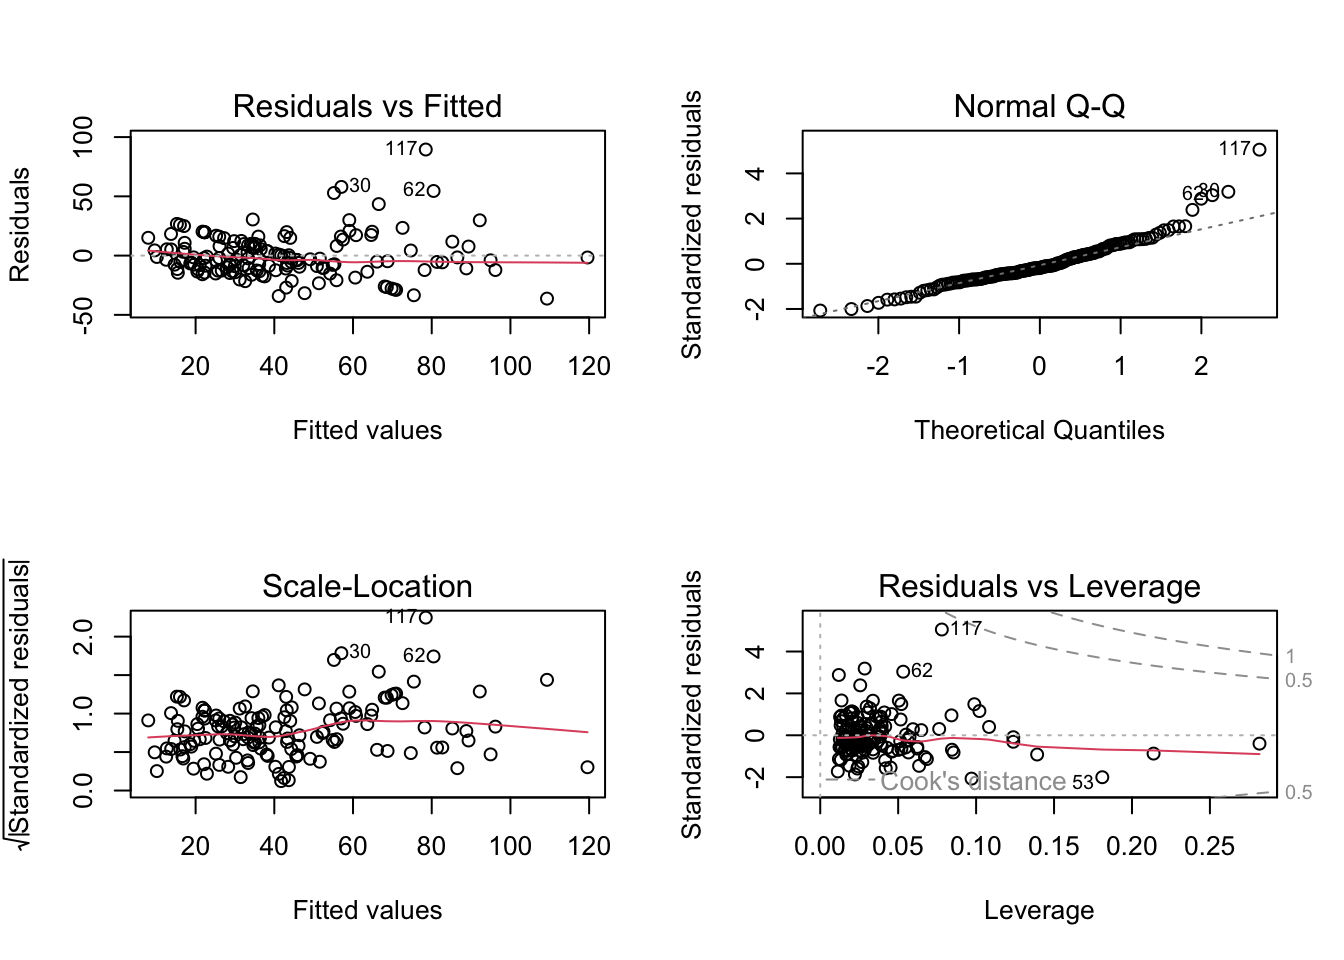 Residuals vs Fitted
Residuals
100
50
0
-50
117
30
62
20 40 60 80 100 120
Fitted values
Normal Q-Q
Standardized residuals
4
2
0
-2
117
62 30
-2 -1 0 1 2
Theoretical Quantiles
Scale-Location
√|Standardized residuals|
2.0
1.0
0.0
117
30
62
20 40 60 80 100 120
Fitted values
Residuals vs Leverage
Standardized residuals
4
2
0
-2
117
62
1
0.5
Cook's distance
53
0.5
0.00 0.05 0.10 0.15 0.20 0.25
Leverage